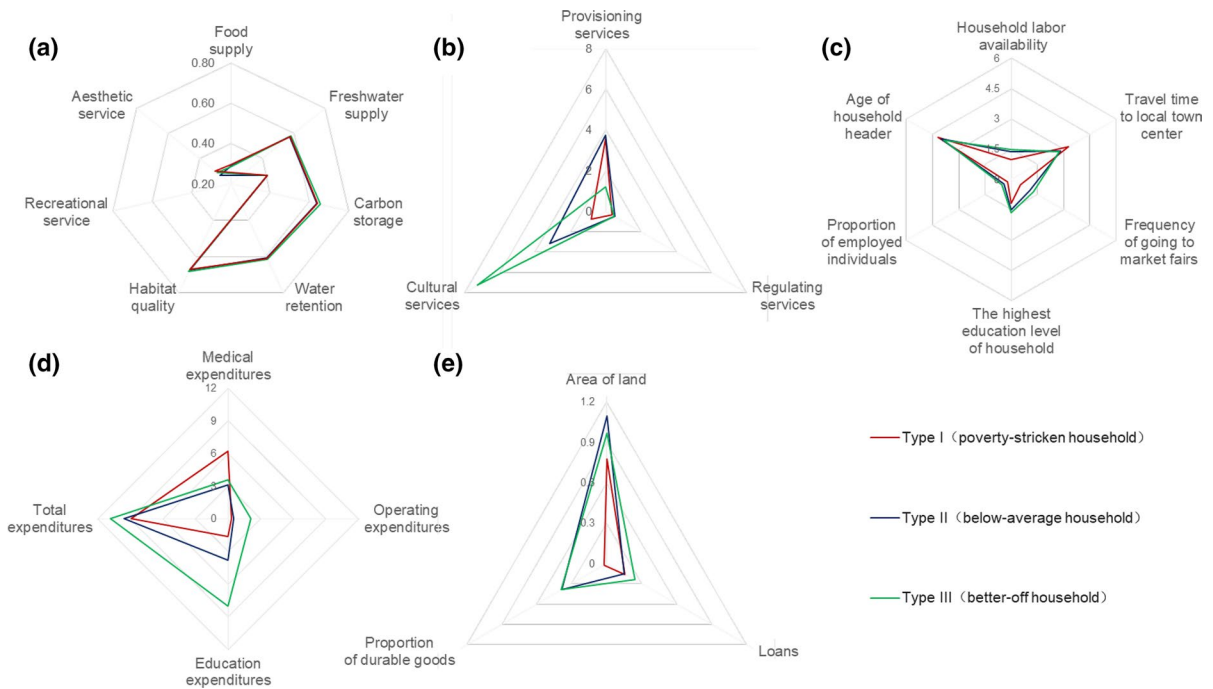 (a)
Food
supply
0.80
0.60
0.40
0.20
Aesthetic
service
Freshwater
supply
Recreational
service
Carbon
storage
Habitat
quality
Water
retention
(b)
Provisioning
services
8
6
4
2
0
Cultural
services
Regulating
services
(c)
Household labor
availability
6
4.5
3
1.5
Age of
household
header
Travel time
to local town
center
Proportion of
employed
individuals
Frequency
of going to
market fairs
The highest
education level
of household
(d)
Medical
expenditures
12
9
6
3
0
Total
expenditures
Operating
expenditures
Education
expenditures
(e)
Area of land
1.2
0.9
0.3
0
Proportion
of durable goods
Loans
Type I（poverty-stricken household）
Type II（below-average household）
Type III（better-off household）